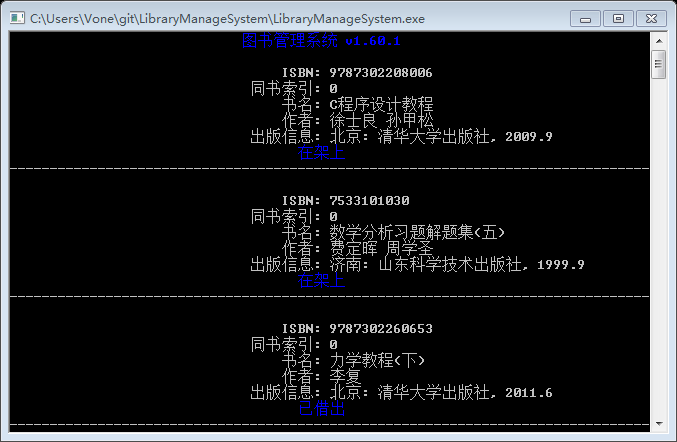 C:\Users\Vone\git\LibraryManageSystem\LibraryManageSystem.exe
图书管理系统 v1.60.1
ISBN: 9787302208006
同书索引: 0
书名: C程序设计教程
作者: 徐士良 孙甲松
出版信息: 北京: 清华大学出版社, 2009.9
在架上
ISBN: 7533101030
同书索引: 0
书名: 数学分析习题解题集(五)
作者: 费定晖 周学圣
出版信息: 济南: 山东科学技术出版社, 1999.9
在架上
ISBN: 9787302260653
同书索引: 0
书名: 力学教程(下)
作者: 李复
出版信息: 北京: 清华大学出版社, 2011.6
已借出